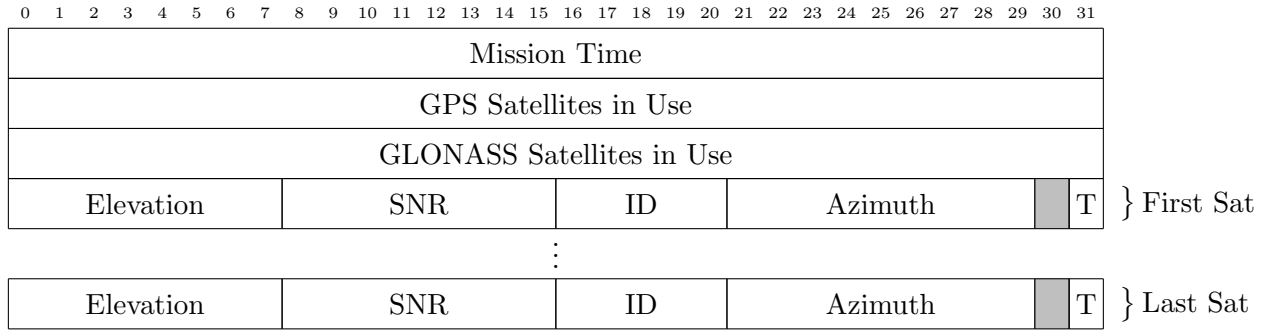 0 1 2 3 4 5 6 7 8 9 10 11 12 13 14 15 16 17 18 19 20 21 22 23 24 25 26 27 28 29 30 31
Mission Time
GPS Satellites in Use
GLONASS Satellites in Use
Elevation SNR ID Azimuth T } First Sat
⋮
Elevation SNR ID Azimuth T } Last Sat